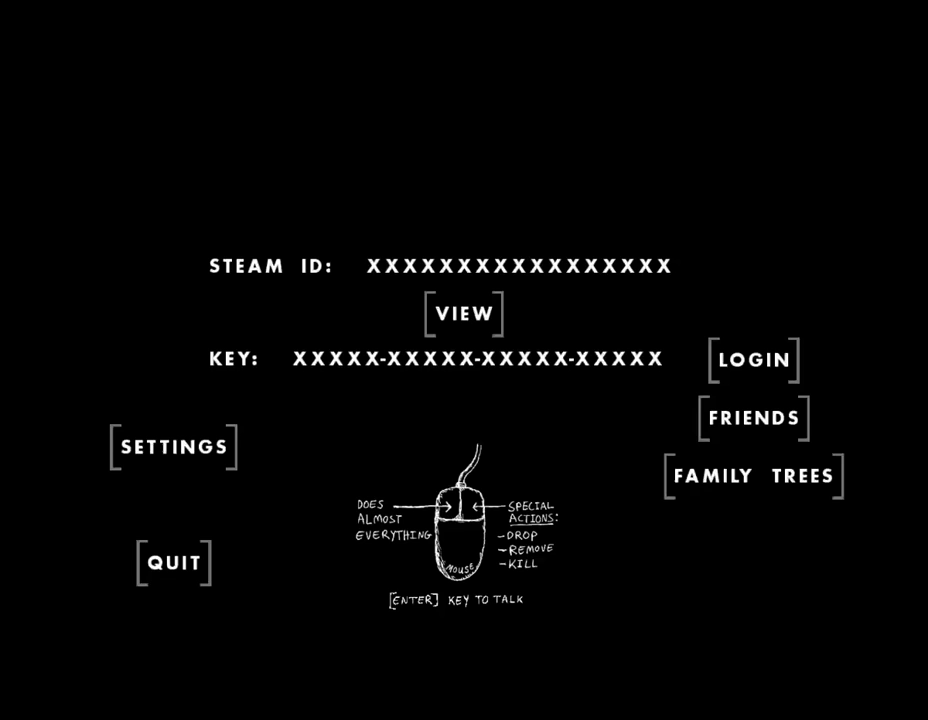 STEAM ID: XXXXXXXXXXXXXXXXX
[VIEW]
KEY: XXXXX-XXXXX-XXXXX-XXXXX
[LOGIN]
[FRIENDS]
[SETTINGS]
[FAMILY TREES]
DOES
ALMOST
EVERYTHING
SPECIAL
ACTIONS:
-DROP
-REMOVE
-KILL
MOUSE
[QUIT]
[ENTER] KEY TO TALK